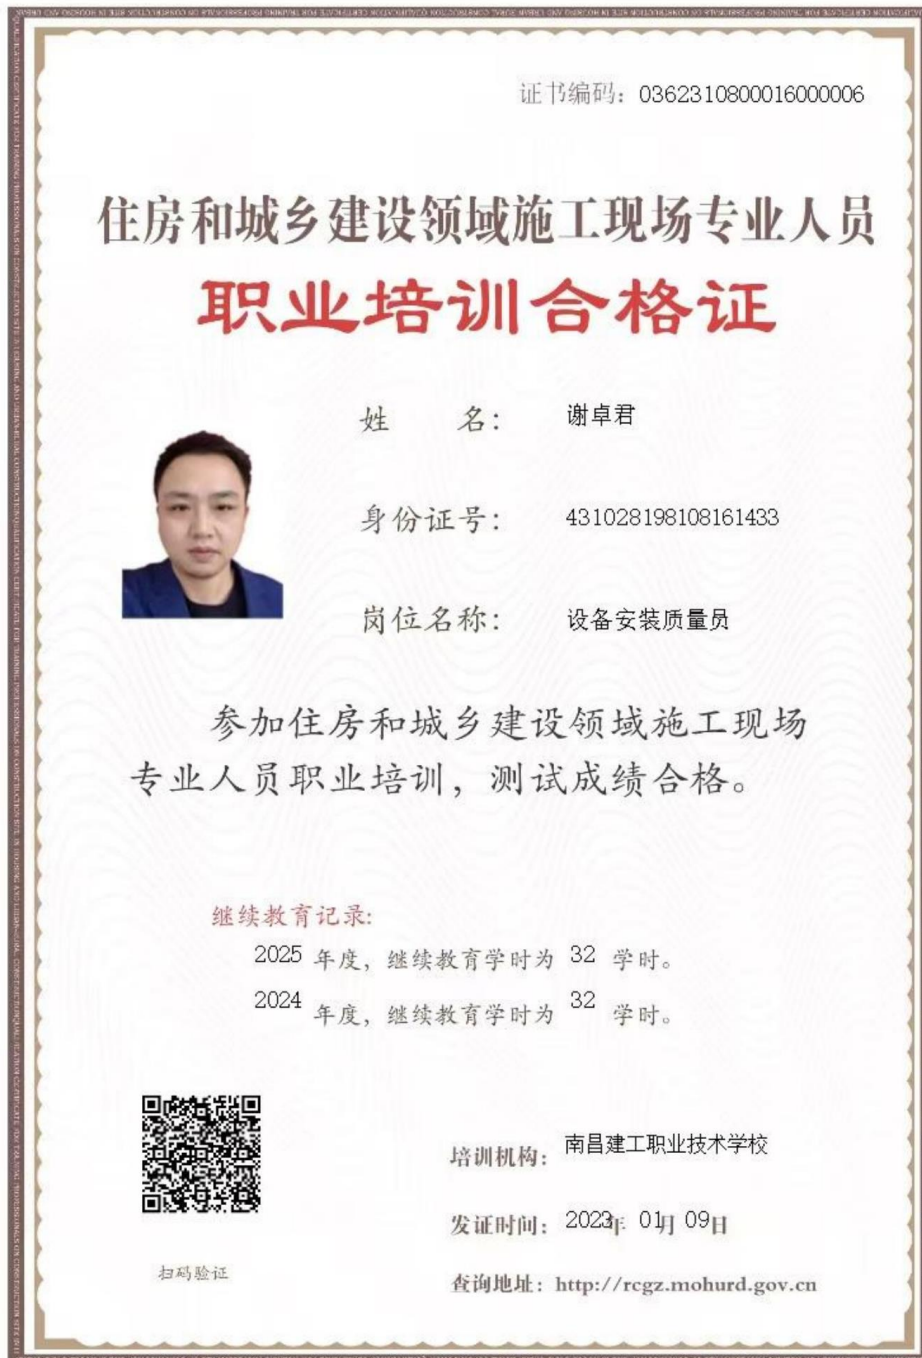 证书编码：0362310800016000006
住房和城乡建设领域施工现场专业人员
职业培训合格证
姓 名： 谢卓君
身份证号： 431028198108161433
岗位名称： 设备安装质量员
参加住房和城乡建设领域施工现场
专业人员职业培训，测试成绩合格。
继续教育记录:
2025 年度，继续教育学时为 32 学时。
2024 年度，继续教育学时为 32 学时。
培训机构： 南昌建工职业技术学校
发证时间： 2023年 01月 09日
扫码验证
查询地址：http://rcgz.mohurd.gov.cn